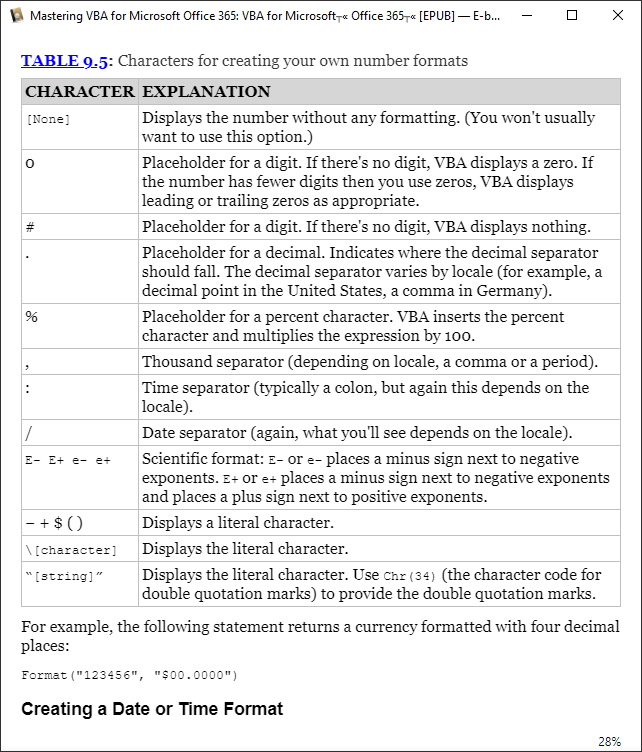 Mastering VBA for Microsoft Office 365: VBA for Microsoft┬« Office 365┬« [EPUB] — E-b...
TABLE 9.5: Characters for creating your own number formats
CHARACTER EXPLANATION
[None] Displays the number without any formatting. (You won't usually
want to use this option.)
0 Placeholder for a digit. If there's no digit, VBA displays a zero. If
the number has fewer digits then you use zeros, VBA displays
leading or trailing zeros as appropriate.
# Placeholder for a digit. If there's no digit, VBA displays nothing.
. Placeholder for a decimal. Indicates where the decimal separator
should fall. The decimal separator varies by locale (for example, a
decimal point in the United States, a comma in Germany).
% Placeholder for a percent character. VBA inserts the percent
character and multiplies the expression by 100.
, Thousand separator (depending on locale, a comma or a period).
: Time separator (typically a colon, but again this depends on the
locale).
/ Date separator (again, what you'll see depends on the locale).
E– E+ e– e+ Scientific format: E– or e– places a minus sign next to negative
exponents. E+ or e+ places a minus sign next to negative exponents
and places a plus sign next to positive exponents.
– + $ ( ) Displays a literal character.
\[character] Displays the literal character.
“[string]” Displays the literal character. Use Chr(34) (the character code for
double quotation marks) to provide the double quotation marks.
For example, the following statement returns a currency formatted with four decimal
places:
Format("123456", "$00.0000")
Creating a Date or Time Format
28%